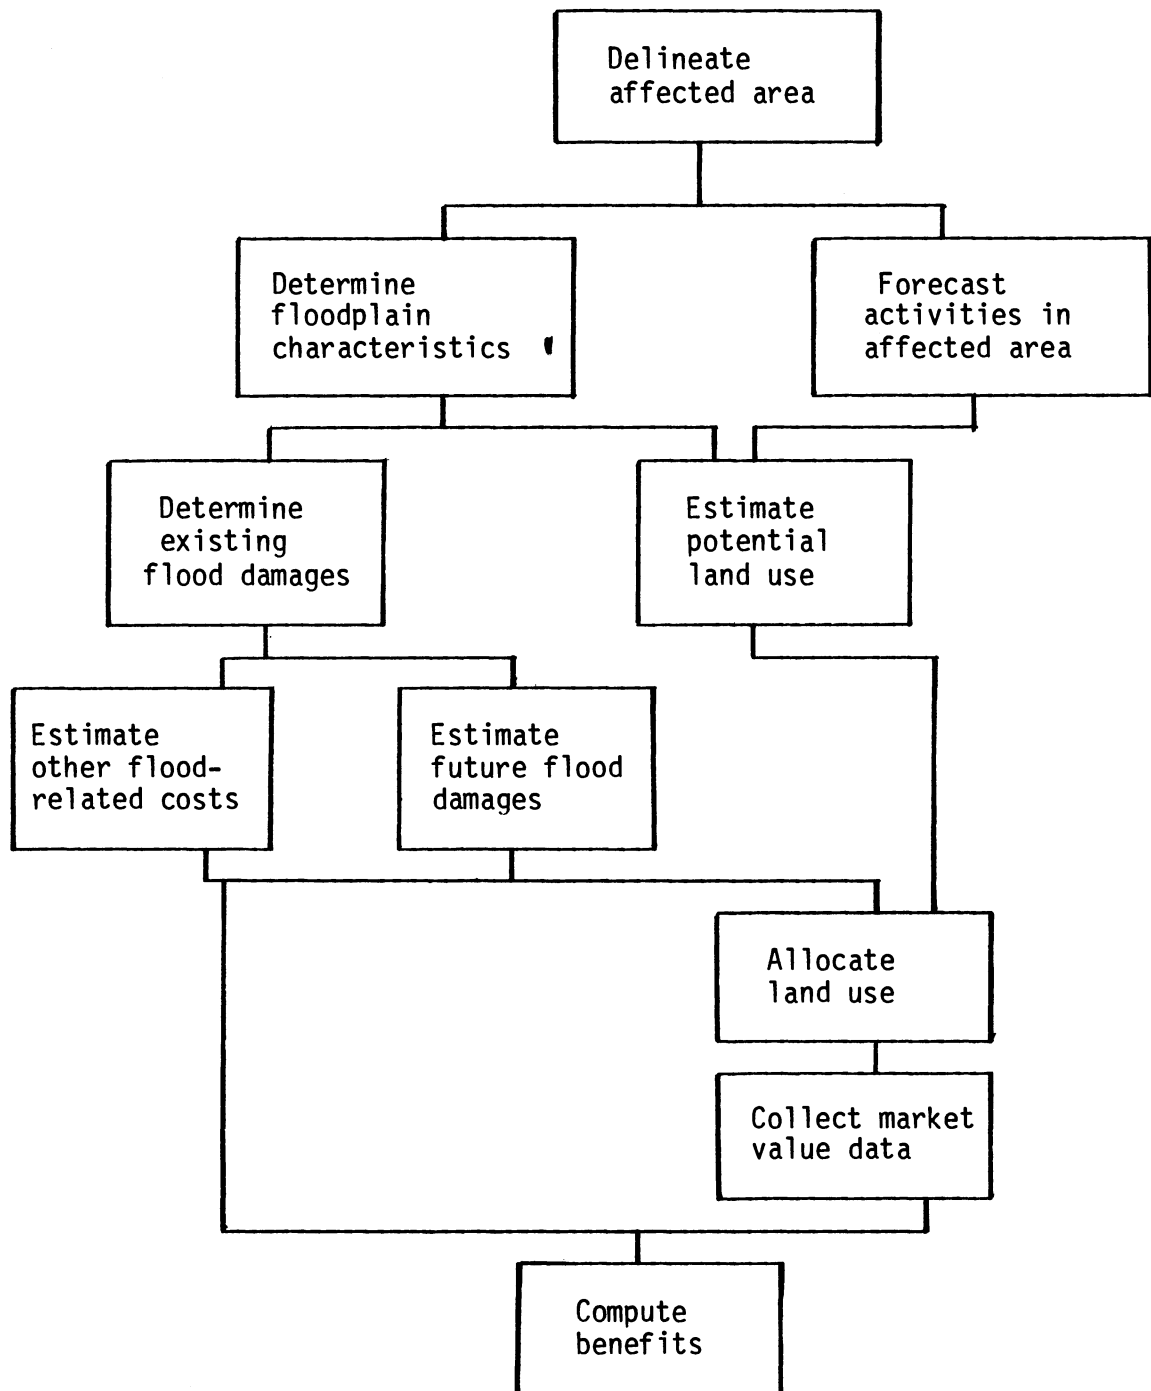 Delineate
affected area
Determine
floodplain
characteristics
Forecast
activities in
affected area
Determine
existing
flood damages
Estimate
potential
land use
Estimate
other flood-
related costs
Estimate
future flood
damages
Allocate
land use
Collect market
value data
Compute
benefits